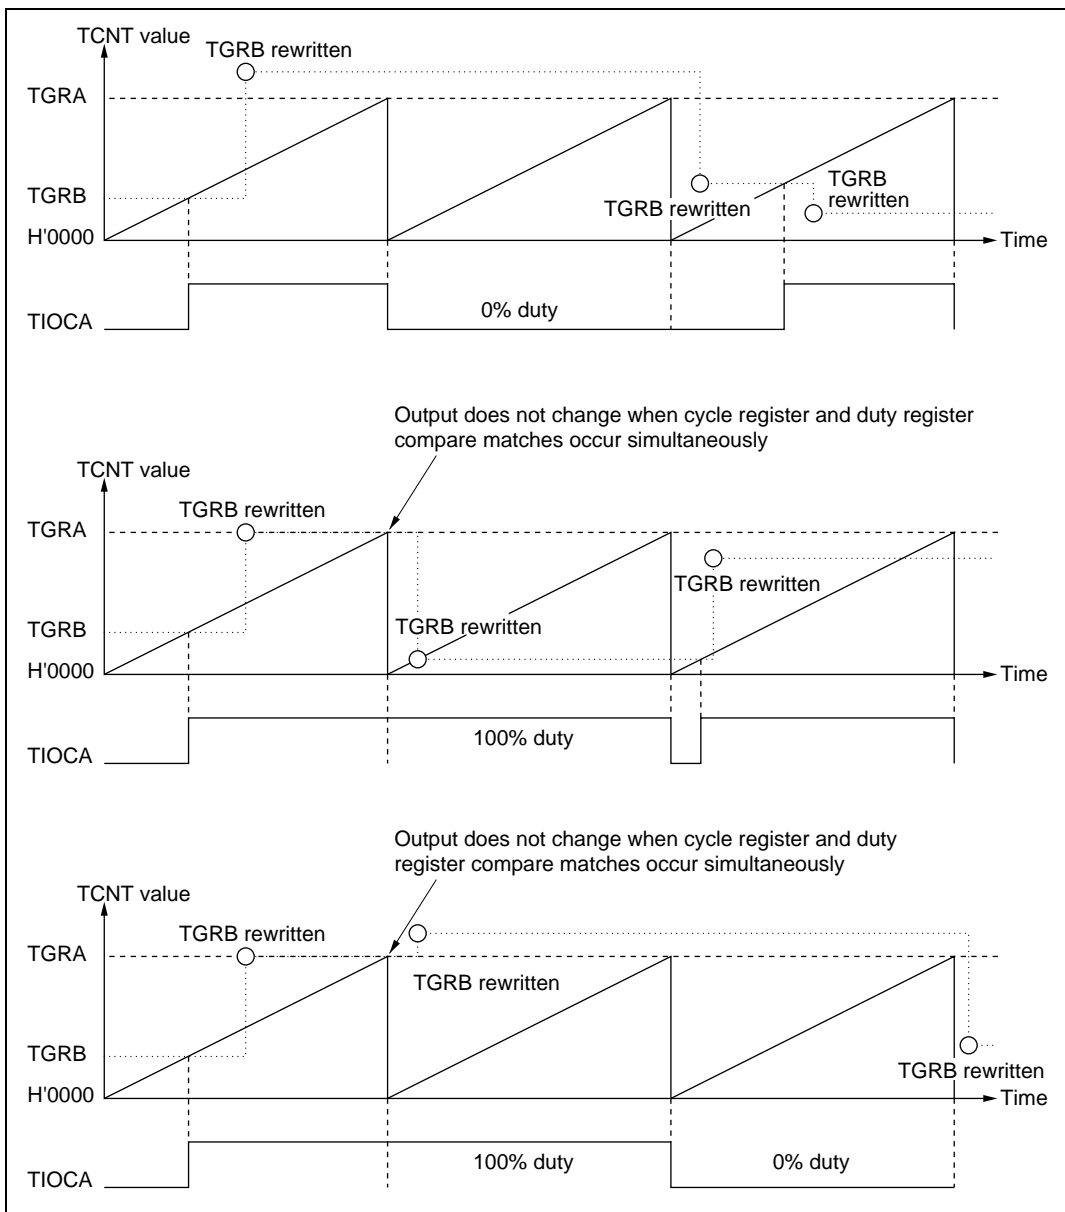 TCNT value
TGRB rewritten
TGRA
TGRB
TGRB rewritten
TGRB
rewritten
H'0000
Time
0% duty
TIOCA
Output does not change when cycle register and duty register
compare matches occur simultaneously
TCNT value
TGRB rewritten
TGRA
TGRB rewritten
TGRB
TGRB rewritten
H'0000
Time
100% duty
TIOCA
Output does not change when cycle register and duty
register compare matches occur simultaneously
TCNT value
TGRB rewritten
TGRA
TGRB rewritten
TGRB
TGRB rewritten
H'0000
Time
100% duty
0% duty
TIOCA